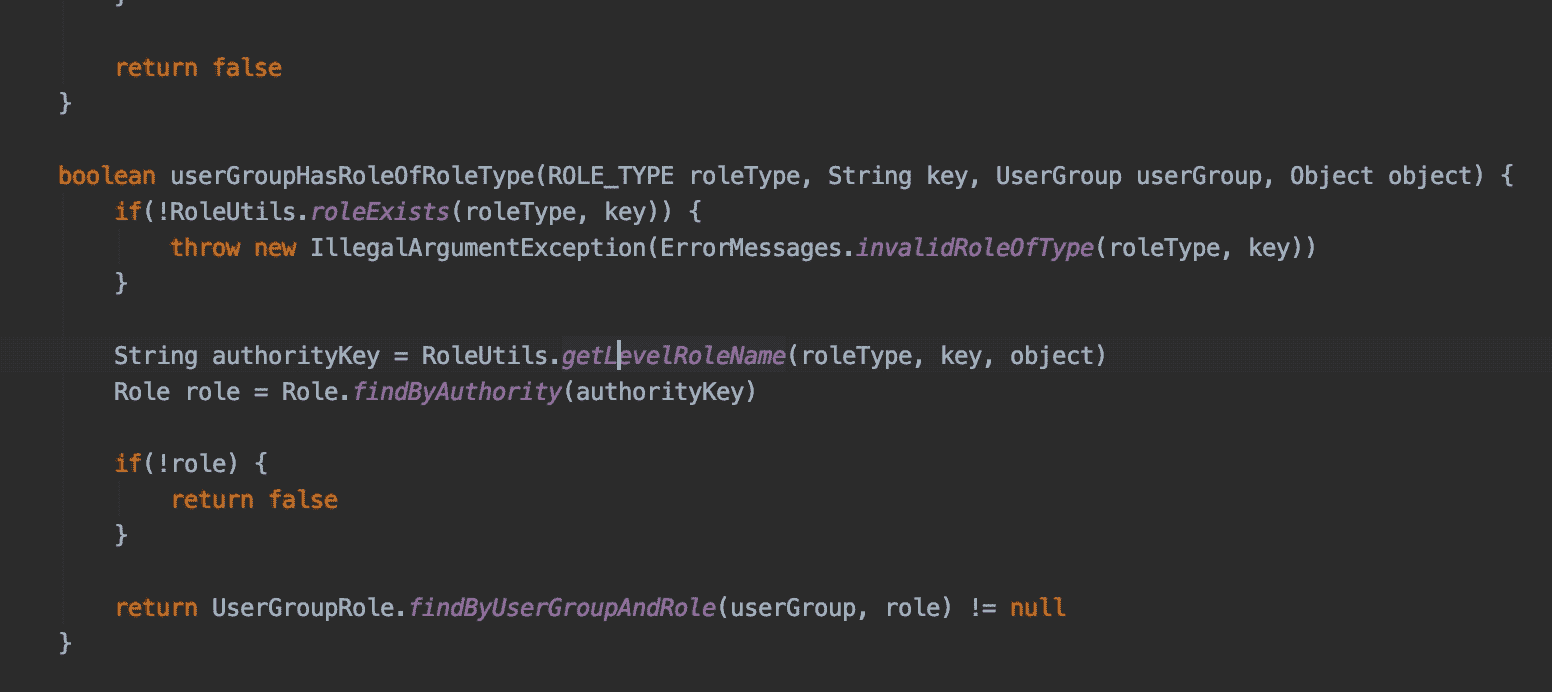 }
return false
}
boolean userGroupHasRoleOfRoleType(ROLE_TYPE roleType, String key, UserGroup userGroup, Object object) {
if(!RoleUtils.roleExists(roleType, key)) {
throw new IllegalArgumentException(ErrorMessages.invalidRoleOfType(roleType, key))
}
String authorityKey = RoleUtils.getLevelRoleName(roleType, key, object)
Role role = Role.findByAuthority(authorityKey)
if(!role) {
return false
}
return UserGroupRole.findByUserGroupAndRole(userGroup, role) != null
}